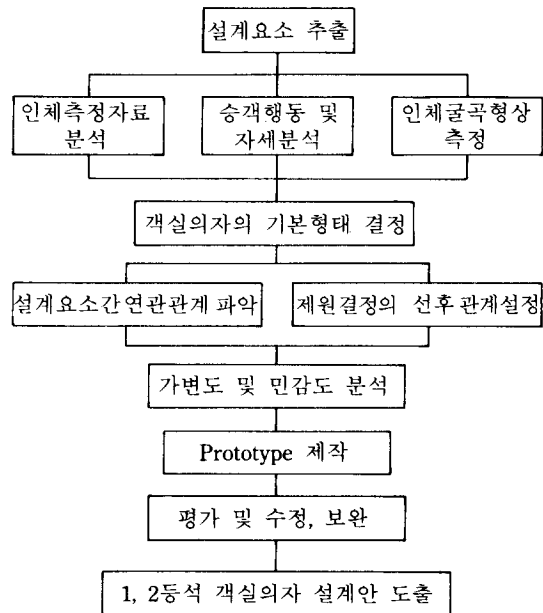 설계요소 추출
인체측정자료
분석
승객행동 및
자세분석
인체굴곡형상
측정
객실의자의 기본형태 결정
설계요소간연관관계 파악
제원결정의 선후관계설정
가변도 및 민감도 분석
Prototype 제작
평가 및 수정, 보완
1, 2등석 객실의자 설계안 도출